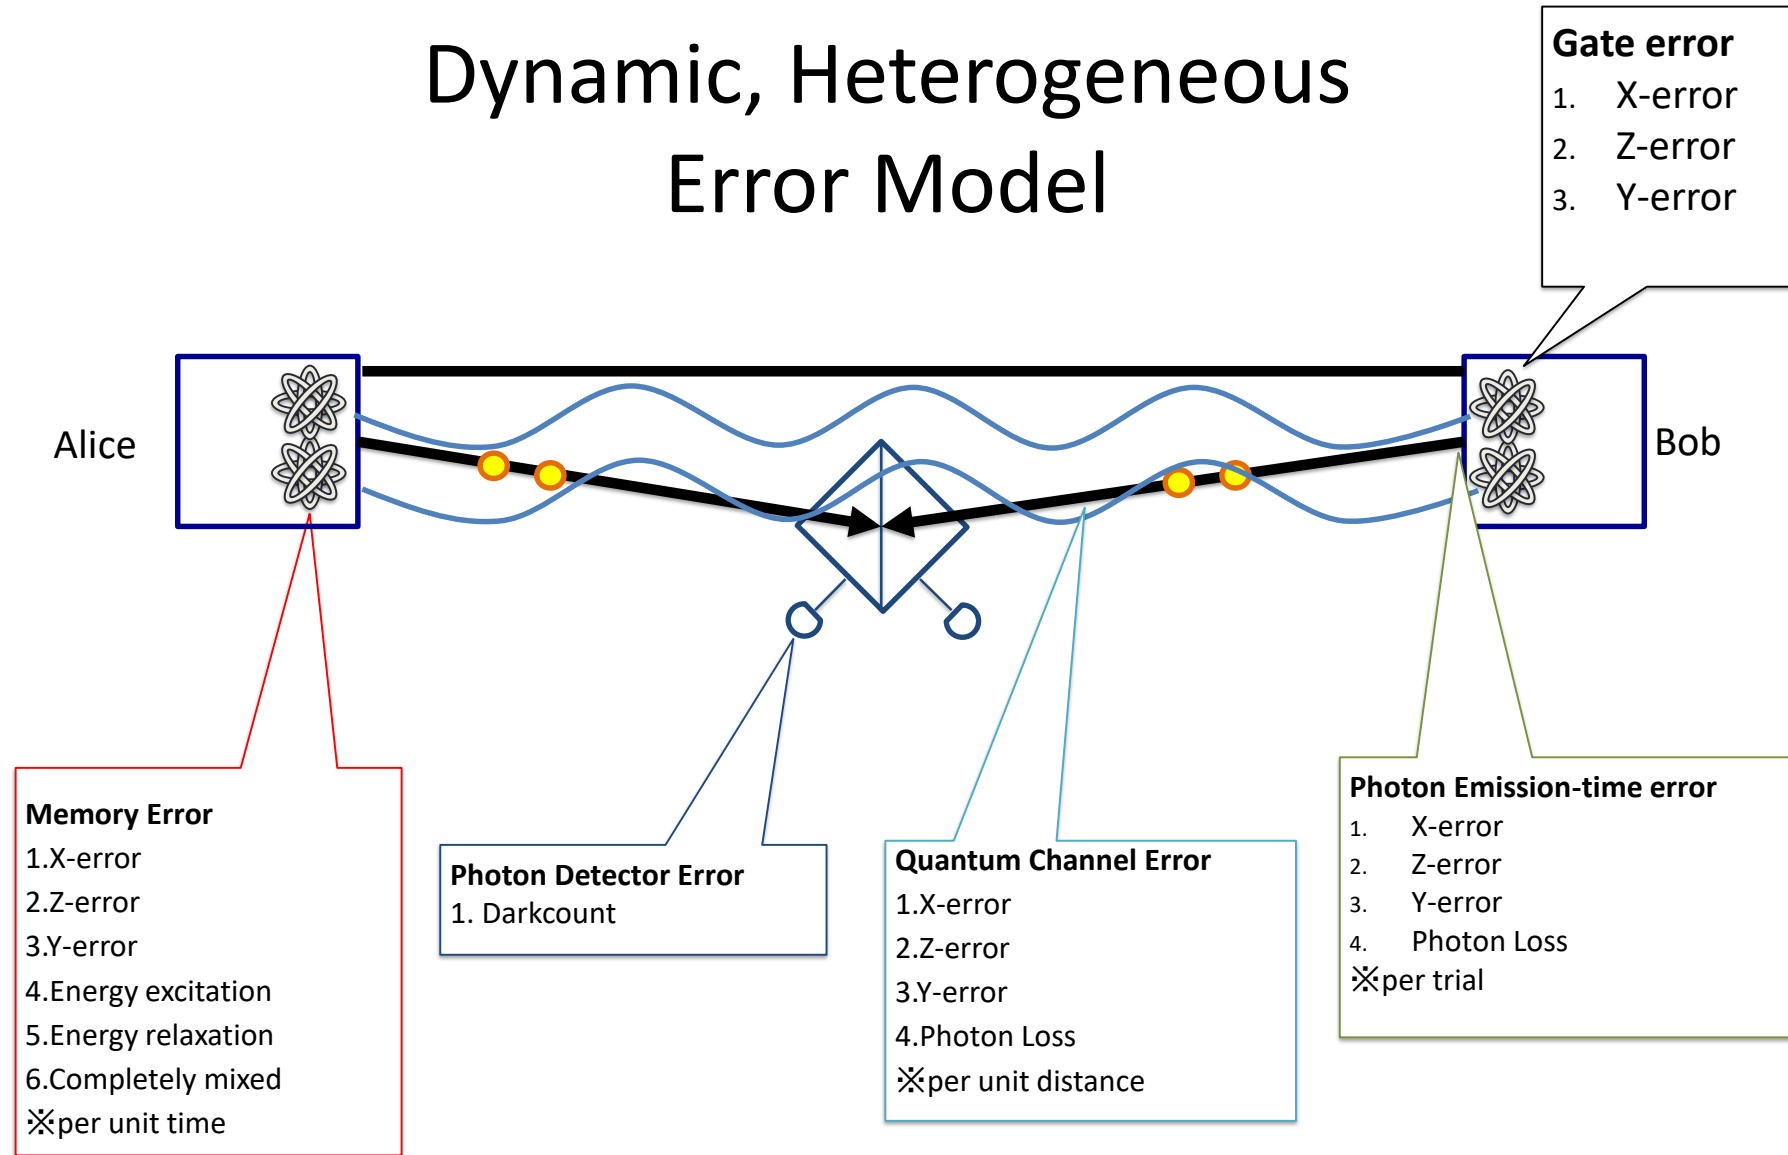 Dynamic, Heterogeneous
Error Model
Gate error
1. X-error
2. Z-error
3. Y-error
Alice
Bob
Memory Error
1.X-error
2.Z-error
3.Y-error
4.Energy excitation
5.Energy relaxation
6.Completely mixed
※per unit time
Photon Detector Error
1. Darkcount
Quantum Channel Error
1.X-error
2.Z-error
3.Y-error
4.Photon Loss
※per unit distance
Photon Emission-time error
1. X-error
2. Z-error
3. Y-error
4. Photon Loss
※per trial